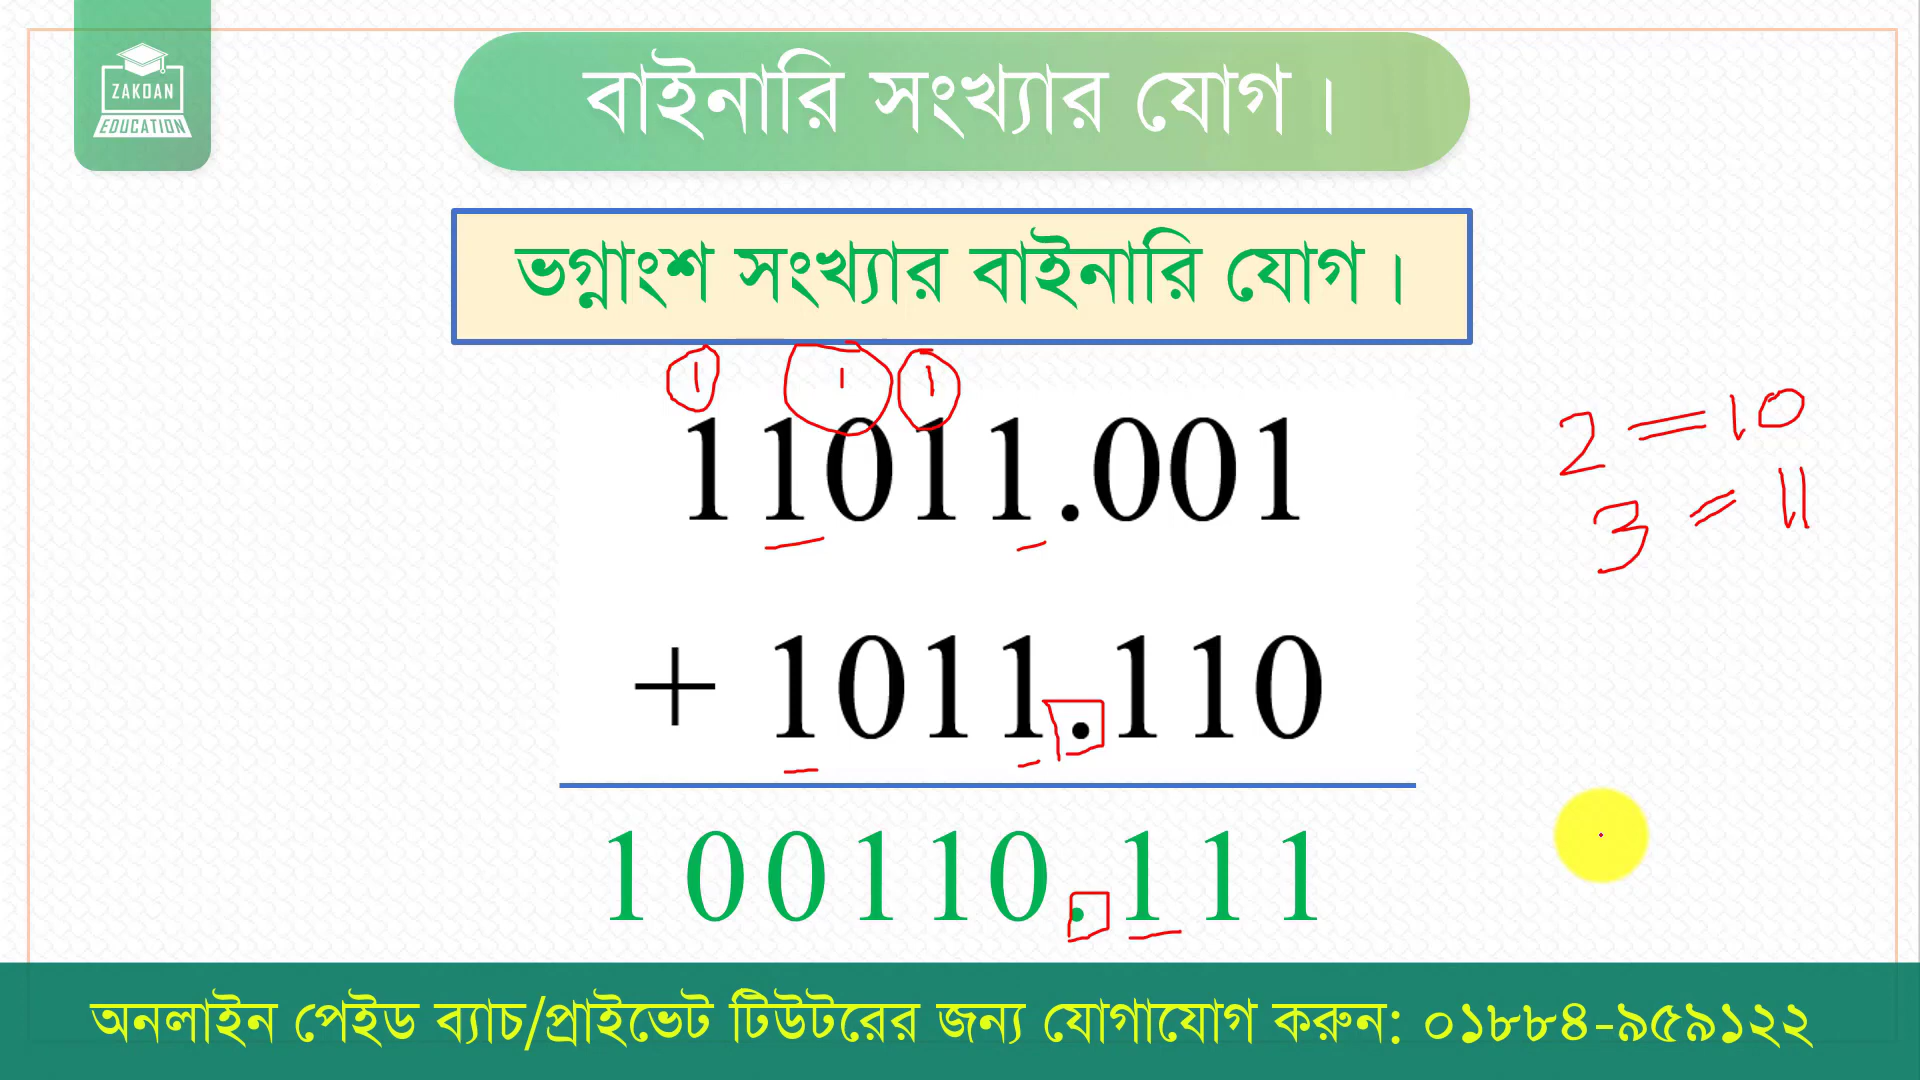 ZAKOAN
EDUCATION
বাইনারি সংখ্যার যোগ।
ভগ্নাংশ সংখ্যার বাইনারি যোগ।
1 1 1
11011.001
+ 1011.110
100110.111
2 = 10
3 = 11
অনলাইন পেইড ব্যাচ/প্রাইভেট টিউটরের জন্য যোগাযোগ করুন: ০১৮৮৪-৯৫৯১২২